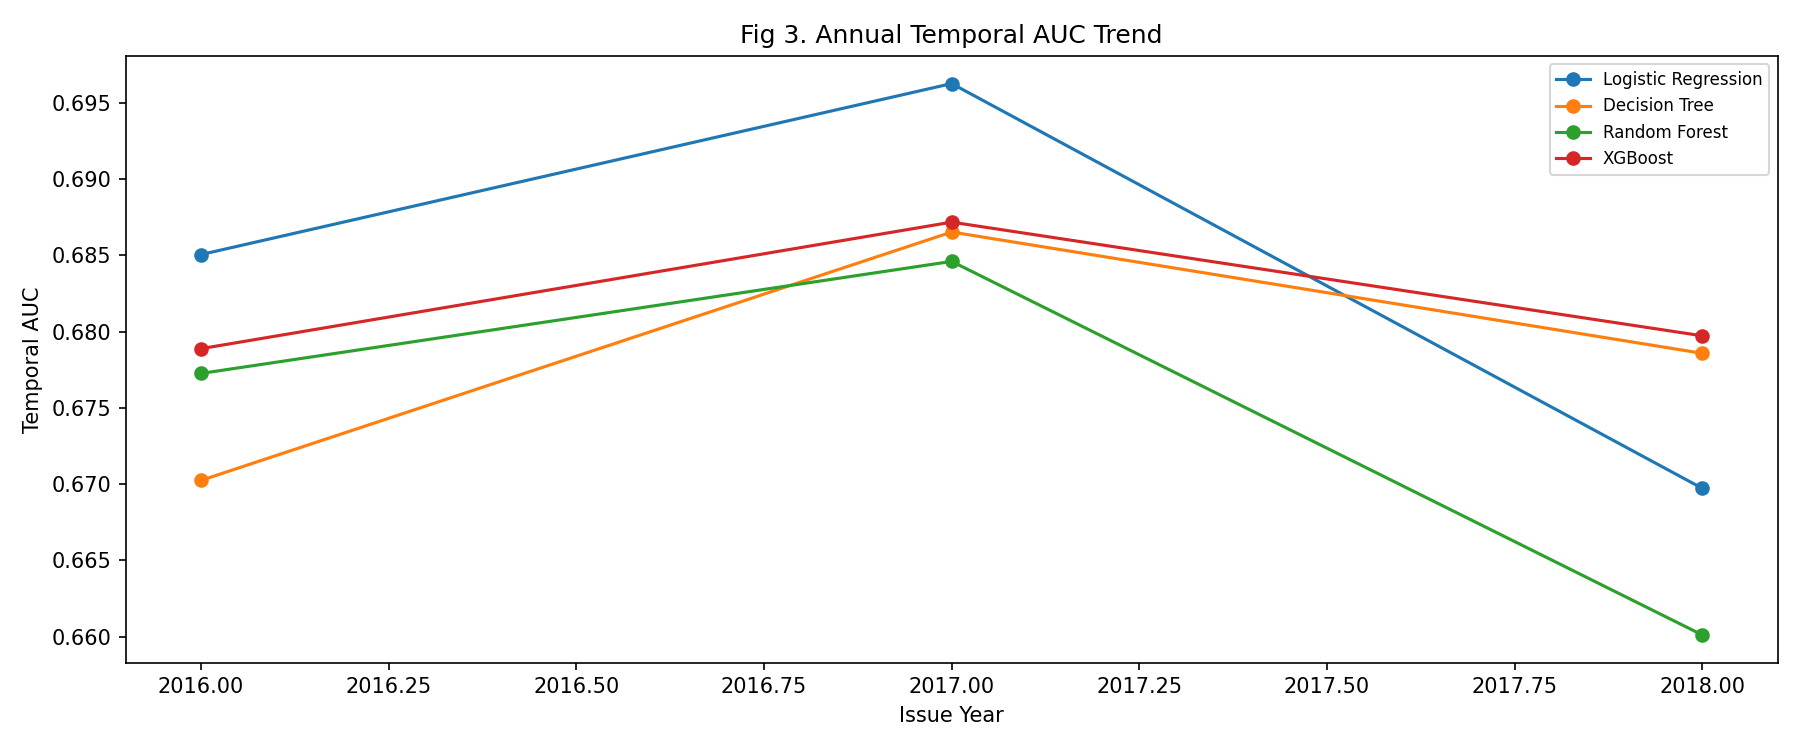 Fig 3. Annual Temporal AUC Trend
Logistic Regression
Decision Tree
Random Forest
XGBoost
Temporal AUC
0.695
0.690
0.685
0.680
0.675
0.670
0.665
0.660
2016.00 2016.25 2016.50 2016.75 2017.00 2017.25 2017.50 2017.75 2018.00
Issue Year